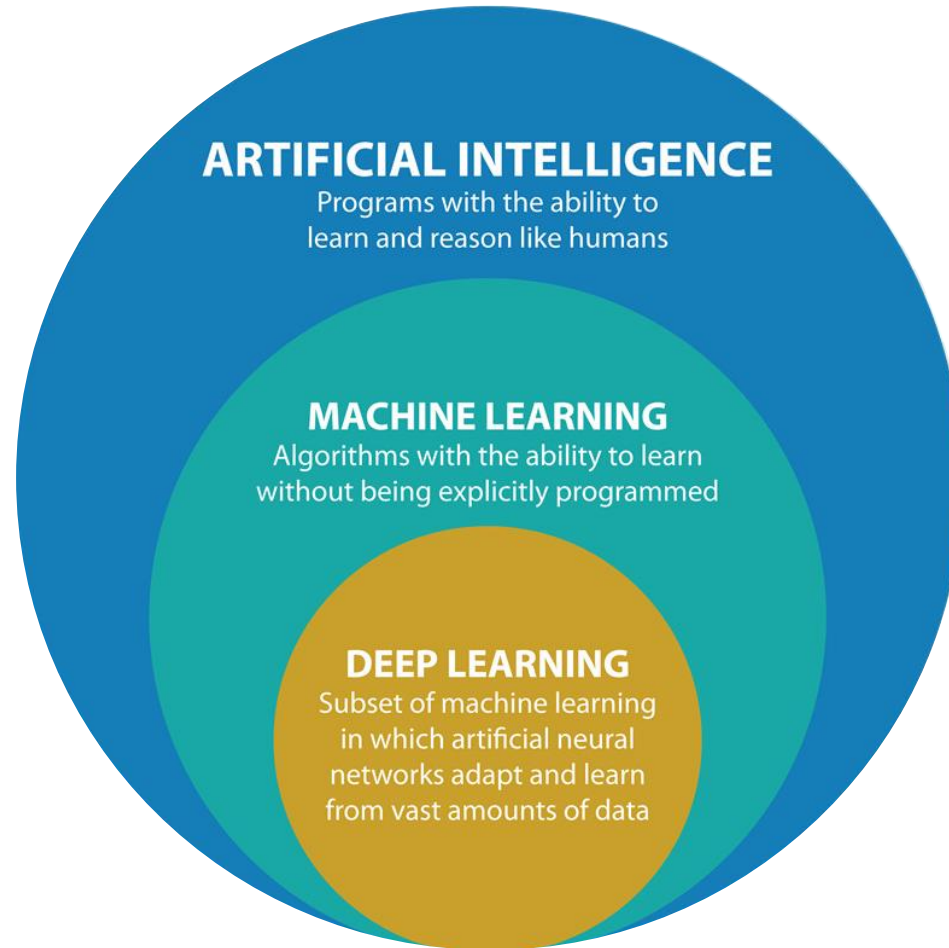 ARTIFICIAL INTELLIGENCE
Programs with the ability to
learn and reason like humans
MACHINE LEARNING
Algorithms with the ability to learn
without being explicitly programmed
DEEP LEARNING
Subset of machine learning
in which artificial neural
networks adapt and learn
from vast amounts of data